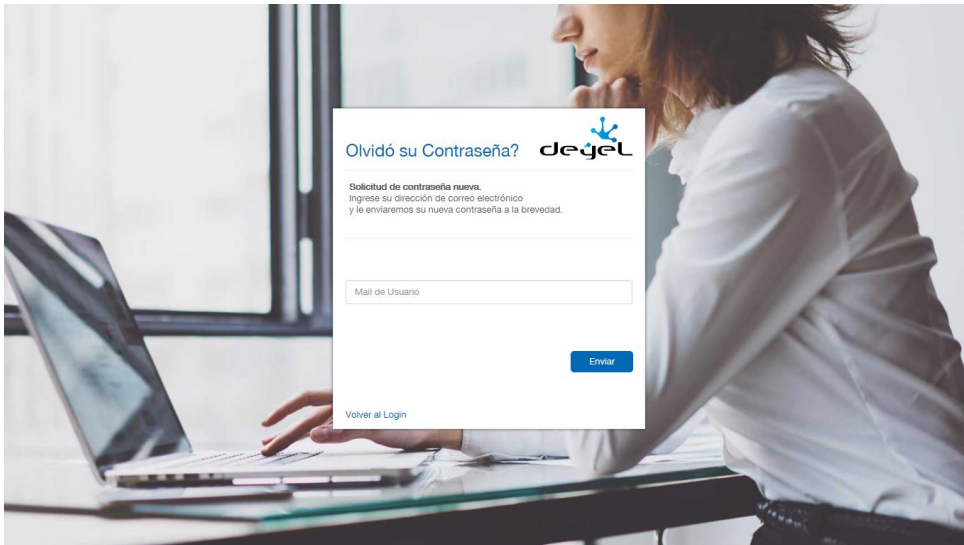 Olvidó su Contraseña?
deyel
Solicitud de contraseña nueva.
Ingrese su dirección de correo electrónico
y le enviaremos su nueva contraseña a la brevedad.
Mail de Usuario
Enviar
Volver al Login